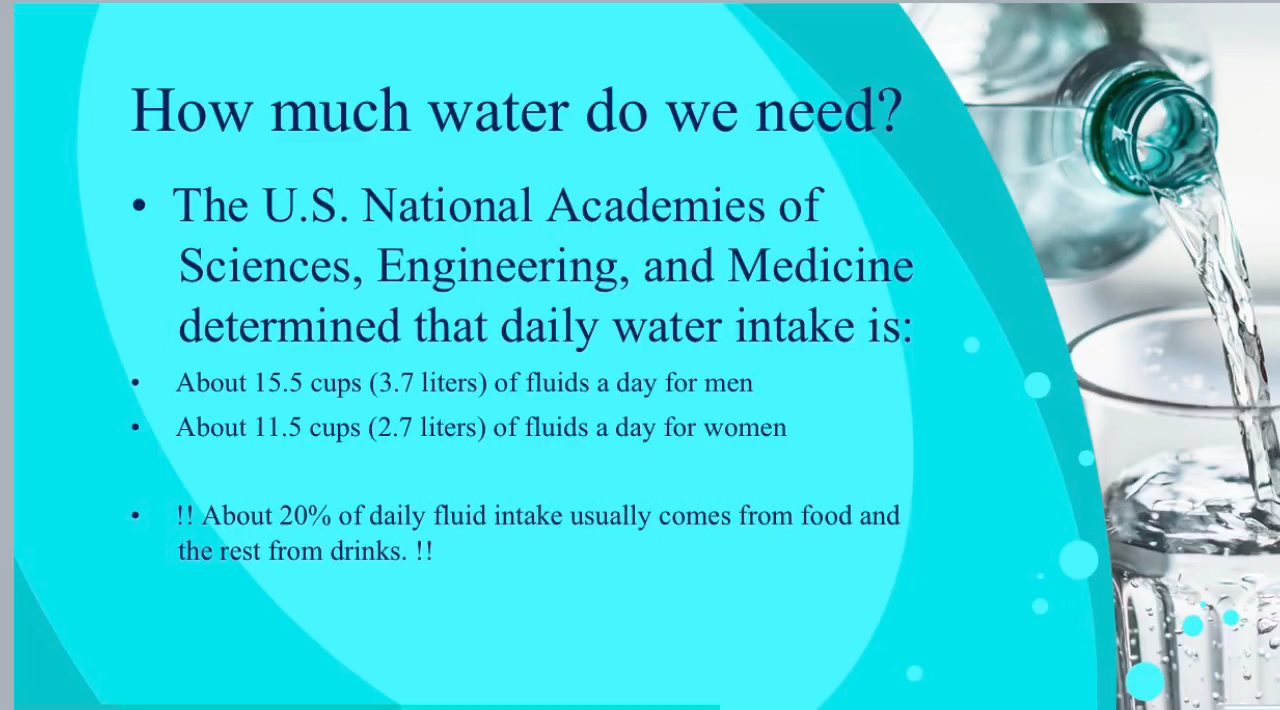 How much water do we need?
• The U.S. National Academies of
Sciences, Engineering, and Medicine
determined that daily water intake is:
• About 15.5 cups (3.7 liters) of fluids a day for men
• About 11.5 cups (2.7 liters) of fluids a day for women
• !! About 20% of daily fluid intake usually comes from food and
the rest from drinks. !!